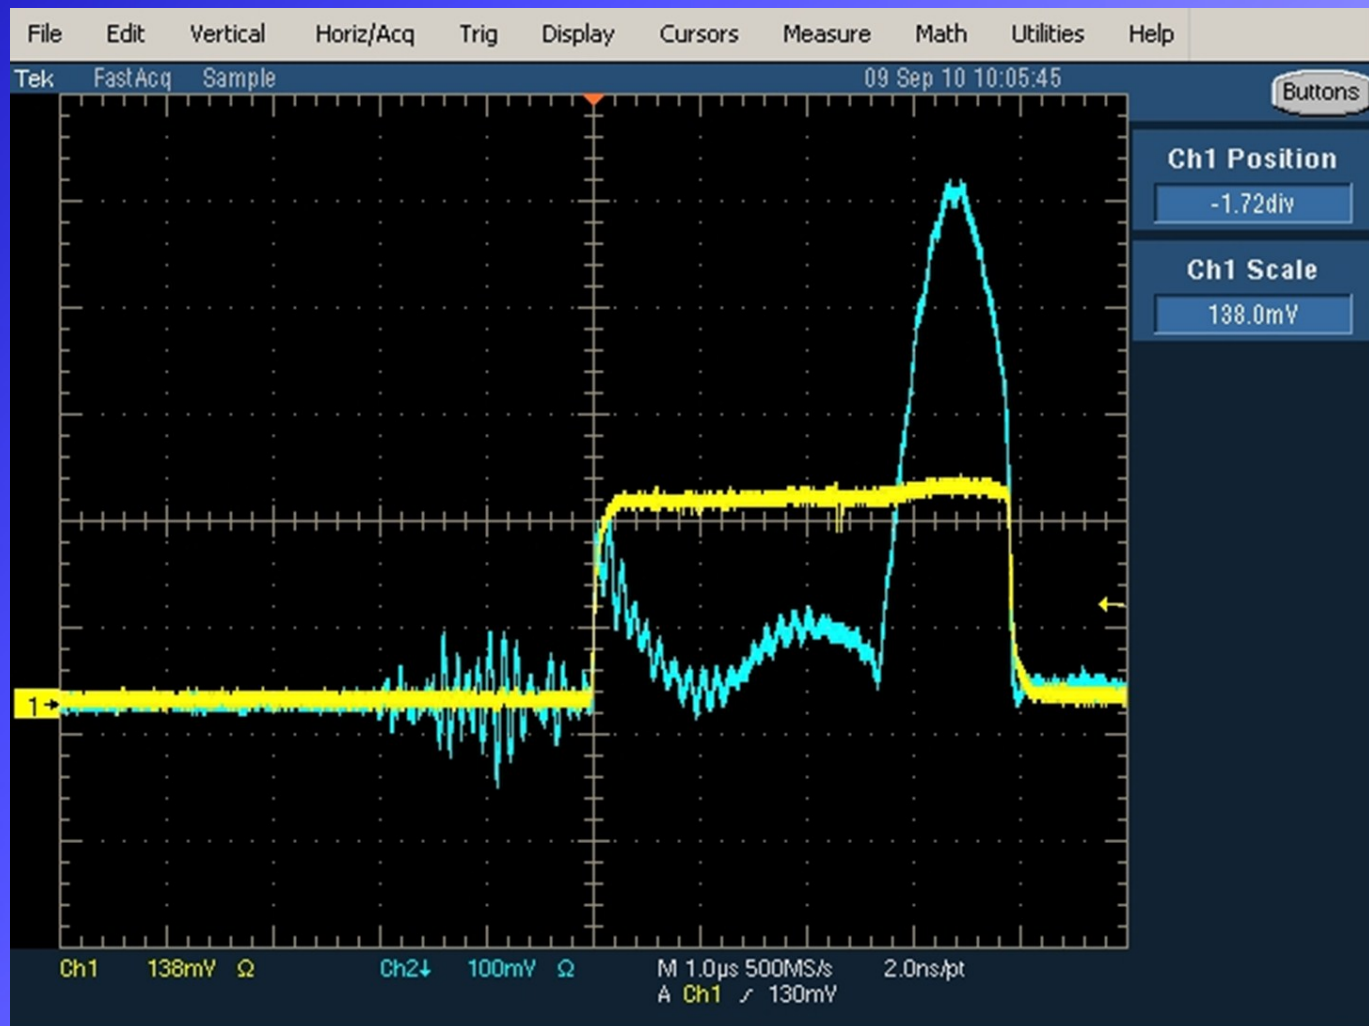 File Edit Vertical Horiz/Acq Trig Display Cursors Measure Math Utilities Help
Tek FastAcq Sample 09 Sep 10 10:05:45
Buttons
Ch1 Position
-1.72div
Ch1 Scale
138.0mV
1→
Ch1 138mV Ω Ch2↓ 100mV Ω M 1.0µs 500MS/s 2.0ns/pt
A Ch1 ∕ 130mV